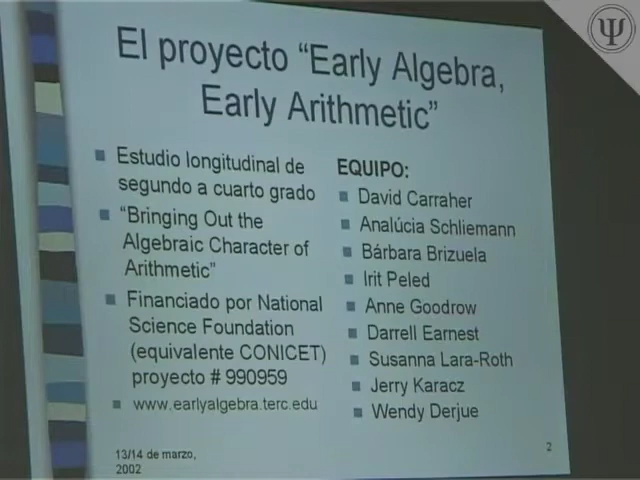 El proyecto “Early Algebra,
Early Arithmetic”
Estudio longitudinal de
segundo a cuarto grado
“Bringing Out the
Algebraic Character of
Arithmetic”
Financiado por National
Science Foundation
(equivalente CONICET)
proyecto # 990959
www.earlyalgebra.terc.edu
EQUIPO:
David Carraher
Analúcia Schliemann
Bárbara Brizuela
Irit Peled
Anne Goodrow
Darrell Earnest
Susanna Lara-Roth
Jerry Karacz
Wendy Derjue
13/14 de marzo,
2002
2
Ψ